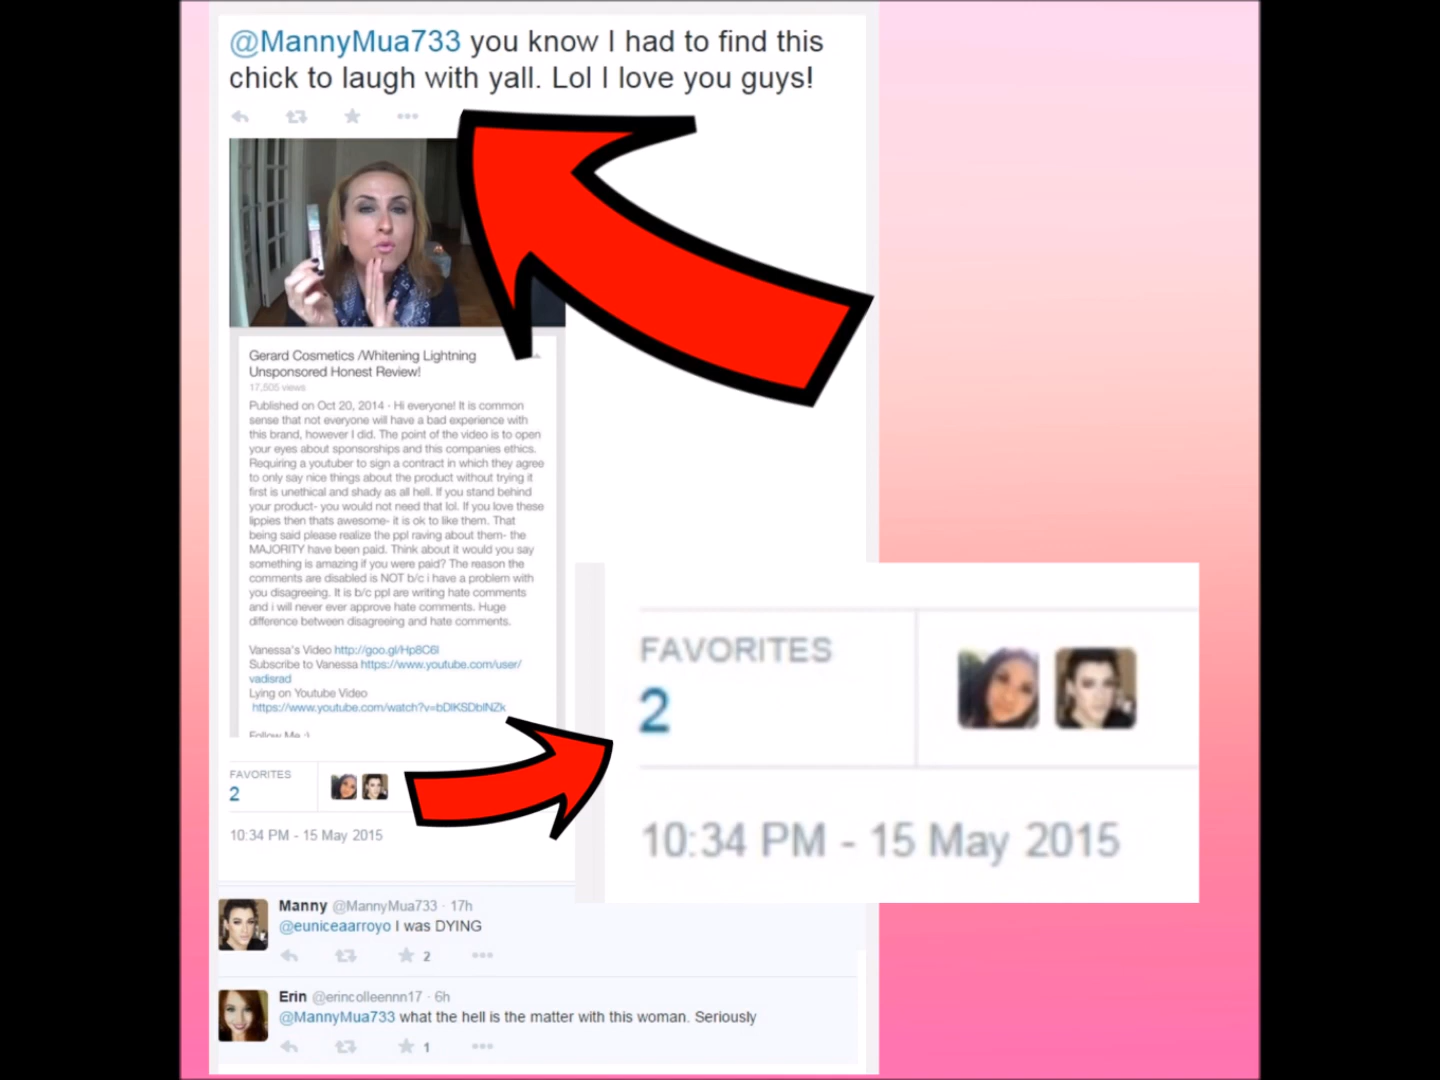 @MannyMua733 you know I had to find this
chick to laugh with yall. Lol I love you guys!
Gerard Cosmetics /Whitening Lightning
Unsponsored Honest Review!
17,505 views
Published on Oct 20, 2014 - Hi everyone! It is common
sense that not everyone will have a bad experience with
this brand, however I did. The point of the video is to open
your eyes about sponsorships and this companies ethics.
Requiring a youtuber to sign a contract in which they agree
to only say nice things about the product without trying it
first is unethical and shady as all hell. If you stand behind
your product- you would not need that lol. If you love these
lippies then thats awesome- it is ok to like them. That
being said please realize the ppl raving about them- the
MAJORITY have been paid. Think about it would you say
something is amazing if you were paid? The reason the
comments are disabled is NOT b/c i have a problem with
you disagreeing. It is b/c ppl are writing hate comments
and i will never ever approve hate comments. Huge
difference between disagreeing and hate comments.
Vanessa's Video http://goo.gl/Hp8C6l
Subscribe to Vanessa https://www.youtube.com/user/
vadisrad
Lying on Youtube Video
https://www.youtube.com/watch?v=bDlKSDblNZk
Follow Me :)
FAVORITES
2
10:34 PM - 15 May 2015
FAVORITES
2
10:34 PM - 15 May 2015
Manny @MannyMua733 · 17h
@euniceaarroyo I was DYING
2
Erin @erincolleennn17 · 6h
@MannyMua733 what the hell is the matter with this woman. Seriously
1